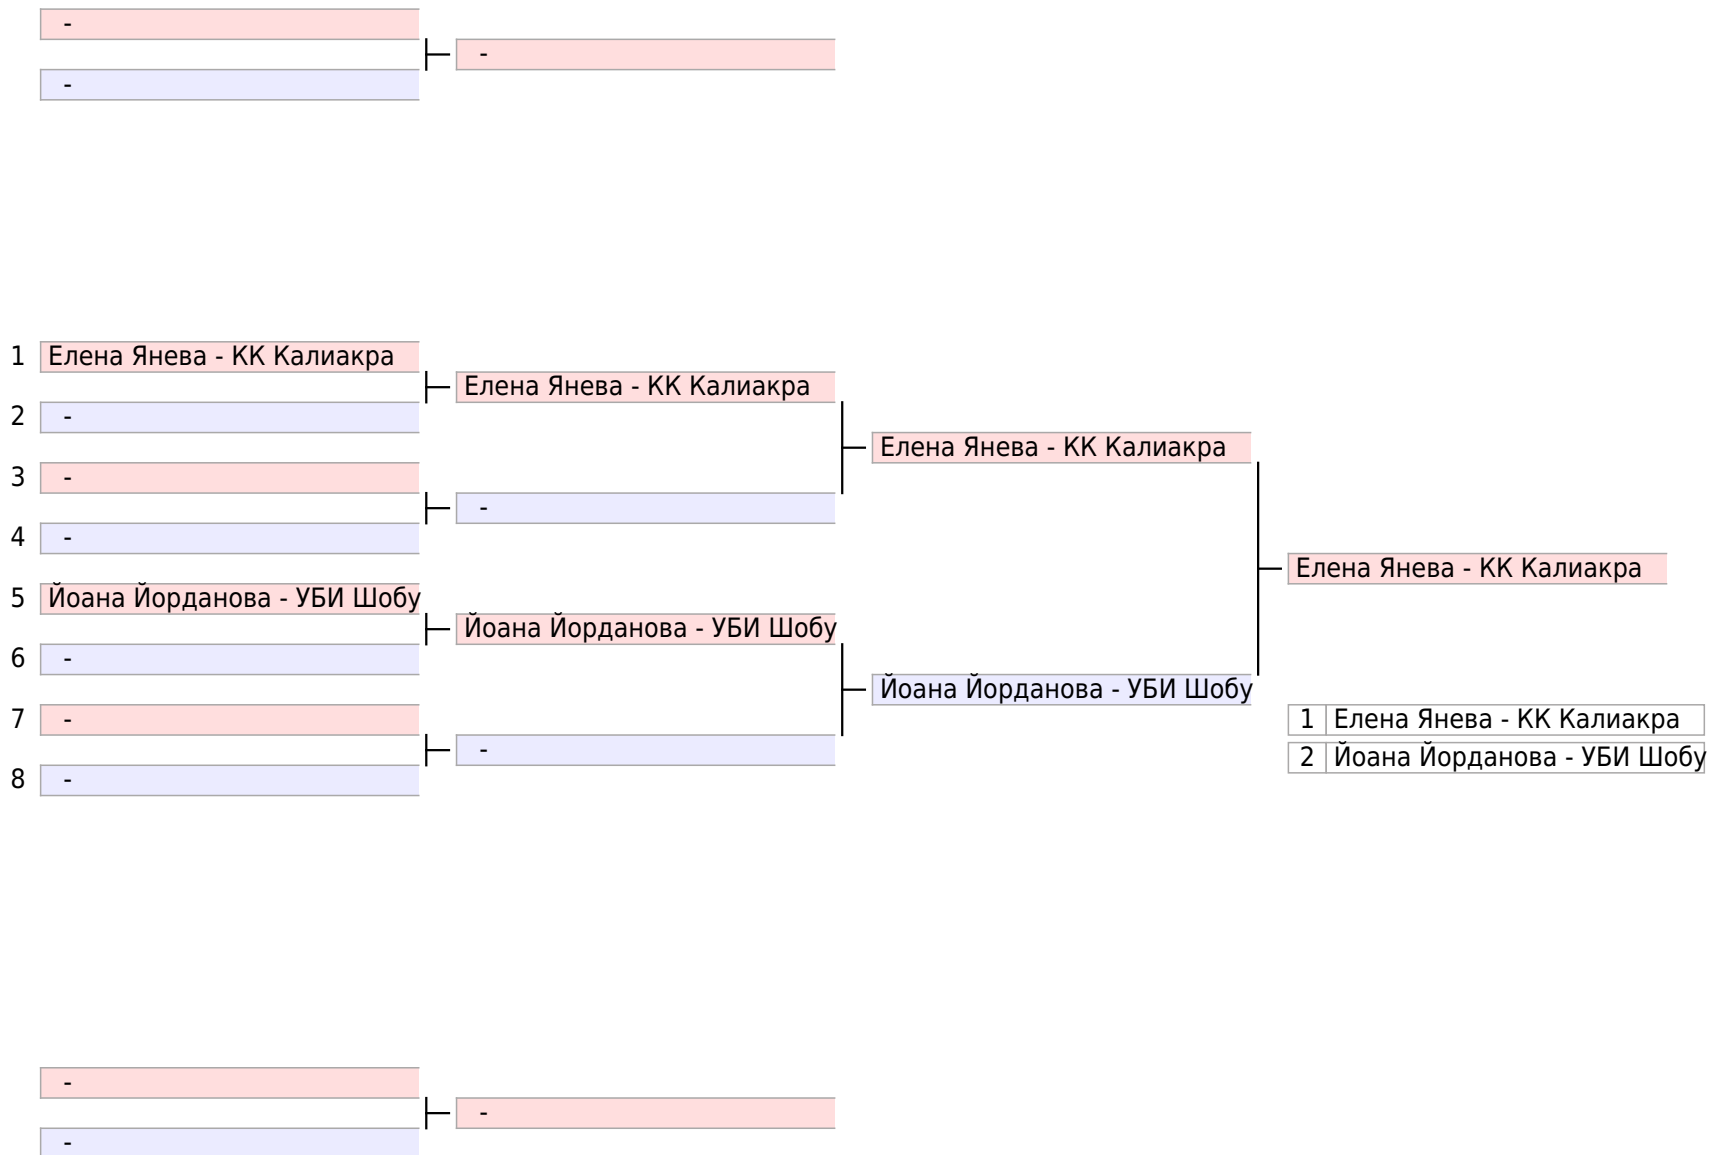 -
-
-
1 Елена Янева - КК Калиакра
Елена Янева - КК Калиакра
2 -
Елена Янева - КК Калиакра
3 -
-
4 -
Елена Янева - КК Калиакра
5 Йоана Йорданова - УБИ Шобу
Йоана Йорданова - УБИ Шобу
6 -
Йоана Йорданова - УБИ Шобу
7 -
1 Елена Янева - КК Калиакра
-
2 Йоана Йорданова - УБИ Шобу
8 -
-
-
-